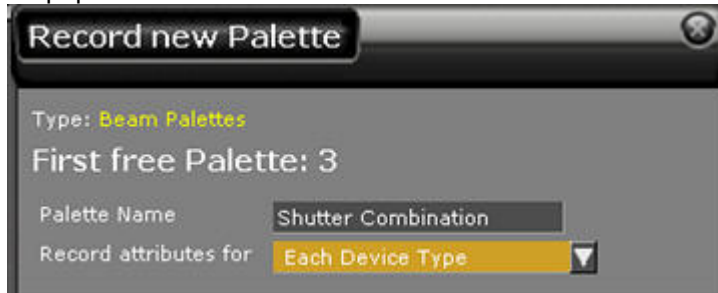 Record new Palette
Type: Beam Palettes
First free Palette: 3
Palette Name Shutter Combination
Record attributes for Each Device Type